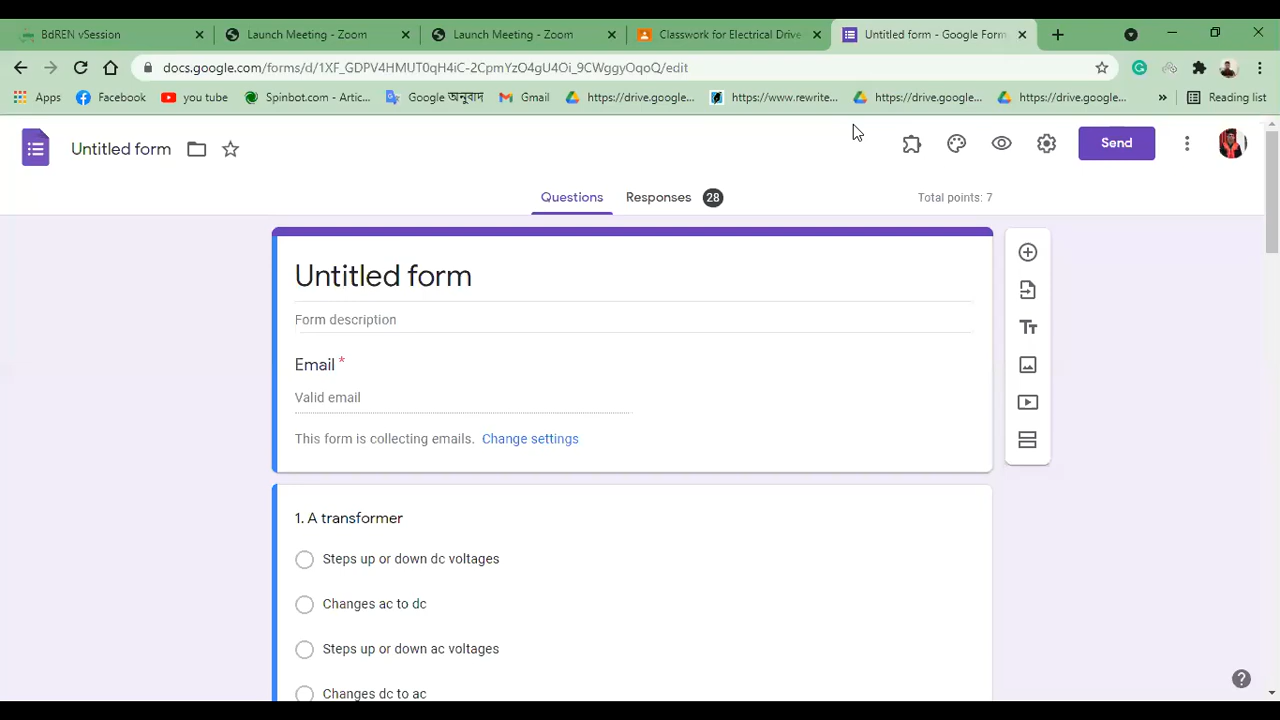 BdREN vSession
Launch Meeting - Zoom
Launch Meeting - Zoom
Classwork for Electrical Drive
Untitled form - Google Form
docs.google.com/forms/d/1XF_GDPV4HMUT0qH4iC-2CpmYzO4gU4Oi_9CWggyOqoQ/edit
Apps
Facebook
you tube
Spinbot.com - Artic...
Google অনুবাদ
Gmail
https://drive.google...
https://www.rewrite...
https://drive.google...
https://drive.google...
Reading list
Untitled form
Send
Questions
Responses 28
Total points: 7
Untitled form
Form description
Email *
Valid email
This form is collecting emails. Change settings
1. A transformer
Steps up or down dc voltages
Changes ac to dc
Steps up or down ac voltages
Changes dc to ac